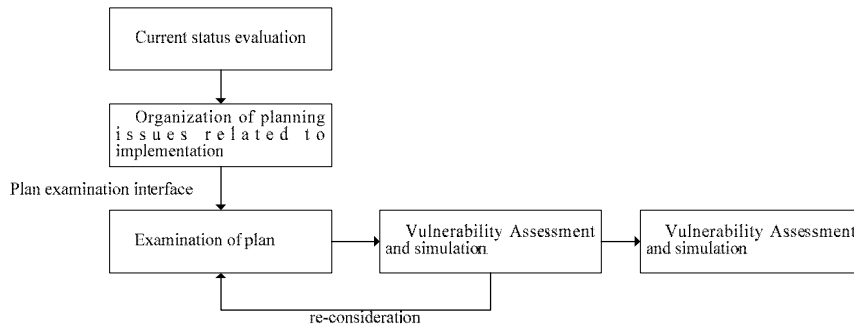 Current status evaluation
Organization of planning
issues related to
implementation
Plan examination interface
Examination of plan
Vulnerability Assessment
and simulation
Vulnerability Assessment
and simulation
re-consideration